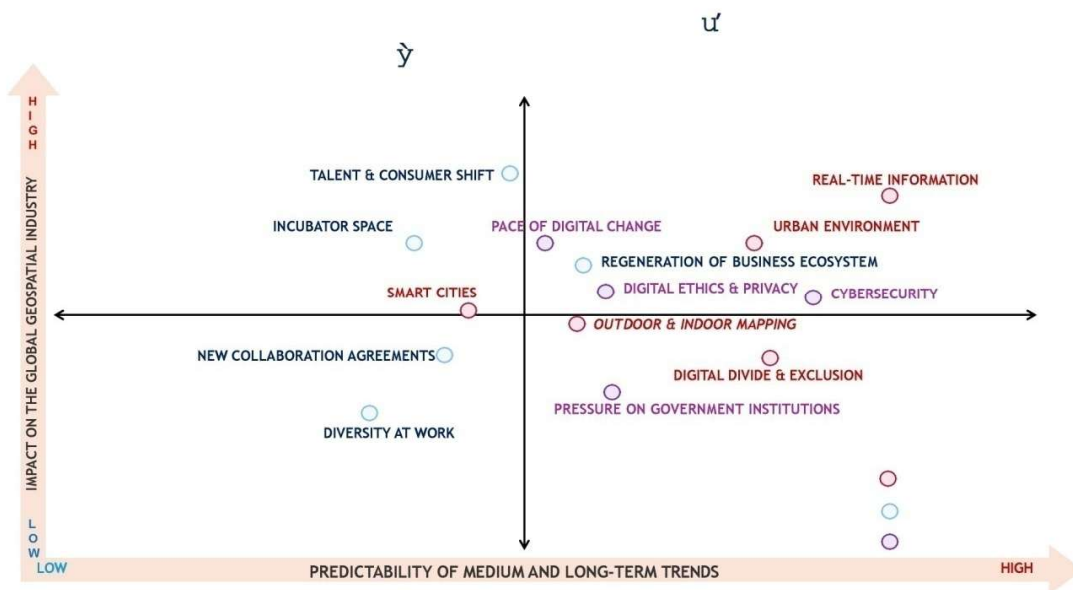 ư
ỳ
HIGH
TALENT & CONSUMER SHIFT
REAL-TIME INFORMATION
INCUBATOR SPACE
PACE OF DIGITAL CHANGE
URBAN ENVIRONMENT
REGENERATION OF BUSINESS ECOSYSTEM
DIGITAL ETHICS & PRIVACY
CYBERSECURITY
SMART CITIES
OUTDOOR & INDOOR MAPPING
NEW COLLABORATION AGREEMENTS
DIGITAL DIVIDE & EXCLUSION
PRESSURE ON GOVERNMENT INSTITUTIONS
DIVERSITY AT WORK
IMPACT ON THE GLOBAL GEOSPATIAL INDUSTRY
LOW
LOW
PREDICTABILITY OF MEDIUM AND LONG-TERM TRENDS
HIGH